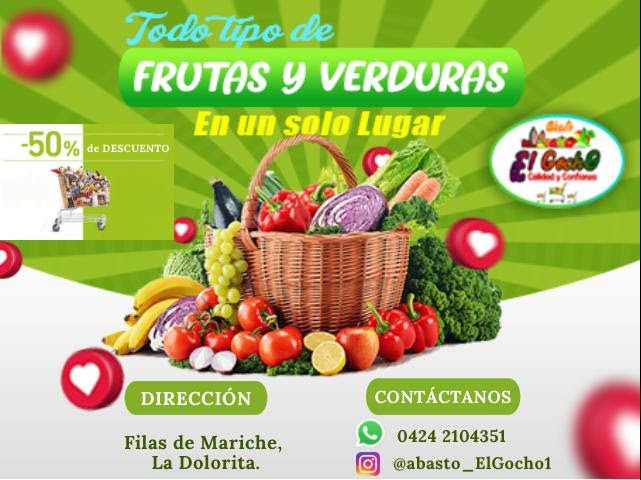 Todo tipo de
FRUTAS Y VERDURAS
En un solo Lugar
-50% de DESCUENTO
Abasto
El GochO
Calidad y Confianza
DIRECCIÓN
Filas de Mariche,
La Dolorita.
CONTÁCTANOS
0424 2104351
@abasto_ElGocho1